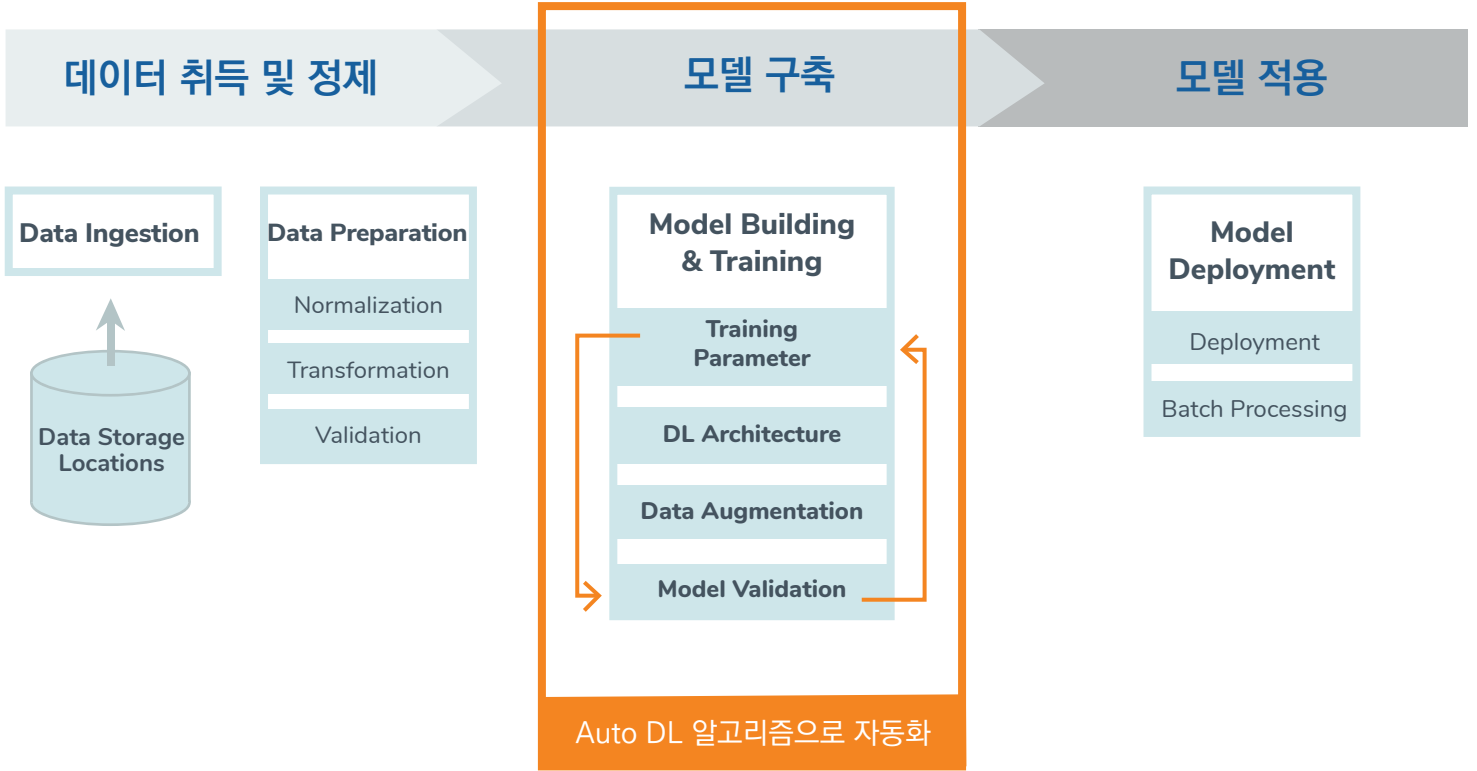 데이터 취득 및 정제
모델 구축
모델 적용
Data Ingestion
Data Storage
Locations
Data Preparation
Normalization
Transformation
Validation
Model Building
& Training
Training
Parameter
DL Architecture
Data Augmentation
Model Validation
Auto DL 알고리즘으로 자동화
Model
Deployment
Deployment
Batch Processing